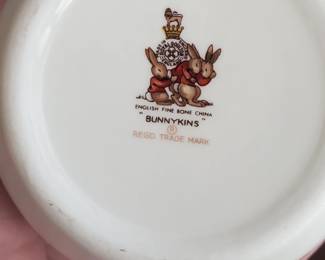 ENGLISH FINE BONE CHINA
"BUNNYKINS"
®
REGD. TRADE MARK